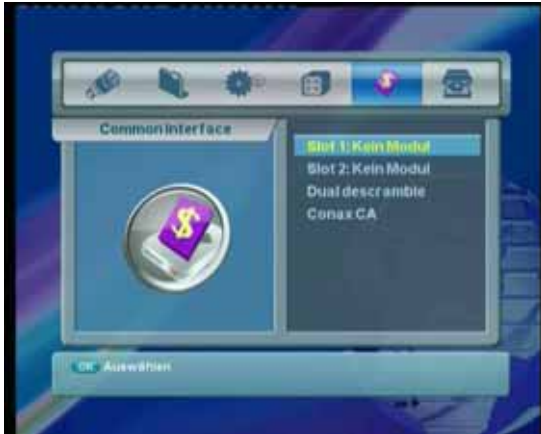 Common Interface
Slot 1: Kein Modul
Slot 2: Kein Modul
Dual descramble
Conax CA
OK Auswählen